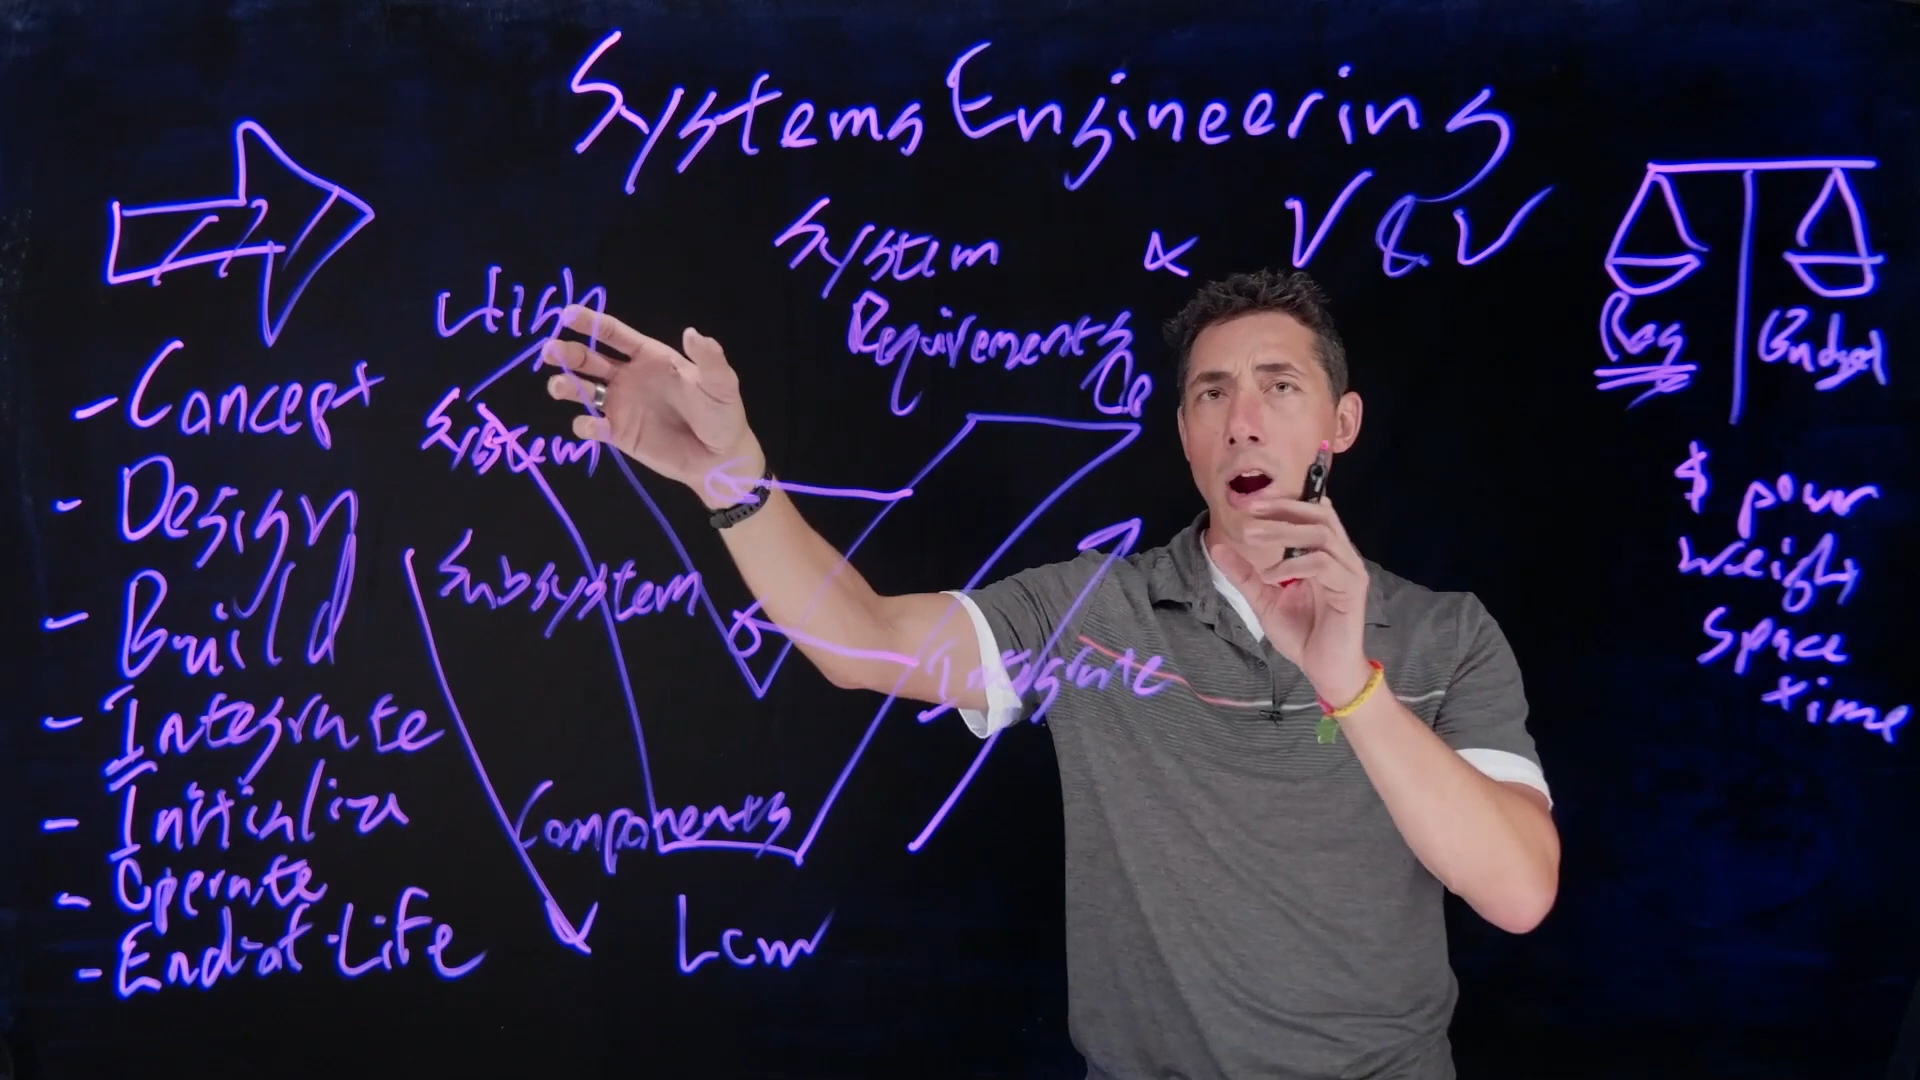 Systems Engineering
System & V & V
Requirements
High
System
Subsystem
Components
Integrate
- Concept
- Design
- Build
- Integrate
- Initialize
- Operate
- End-of-Life
Req
Budget
$ power
weight
space
time